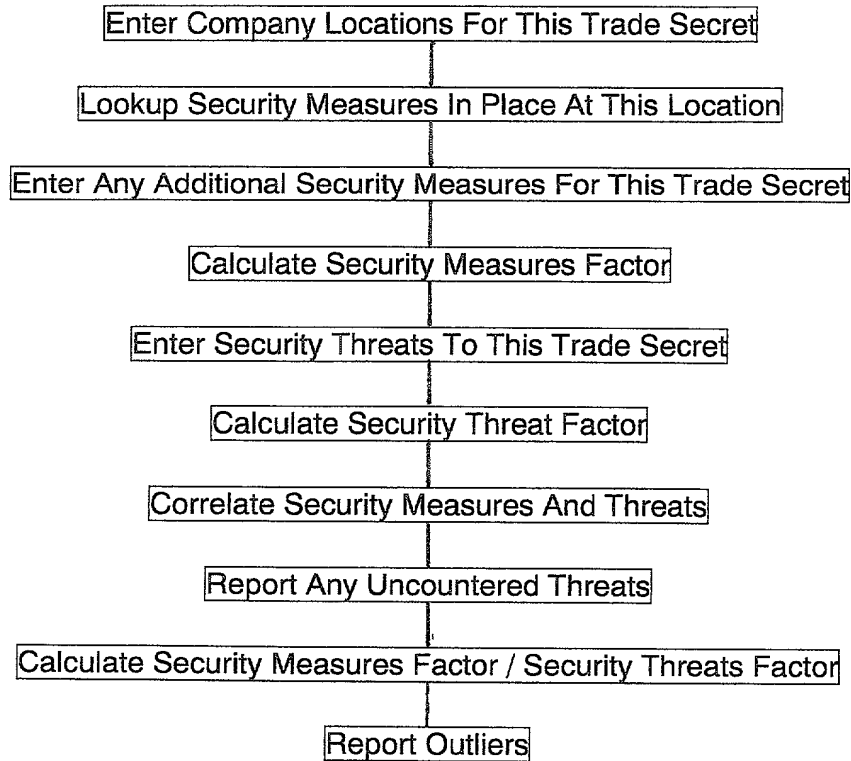 Enter Company Locations For This Trade Secret
Lookup Security Measures In Place At This Location
Enter Any Additional Security Measures For This Trade Secret
Calculate Security Measures Factor
Enter Security Threats To This Trade Secret
Calculate Security Threat Factor
Correlate Security Measures And Threats
Report Any Uncountered Threats
Calculate Security Measures Factor / Security Threats Factor
Report Outliers